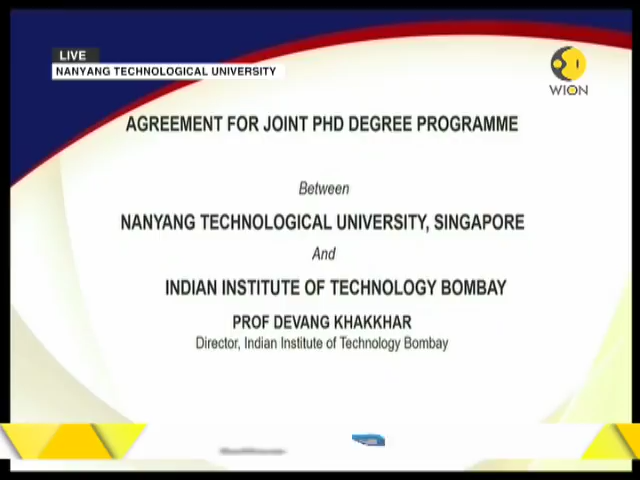 LIVE
NANYANG TECHNOLOGICAL UNIVERSITY
WION
AGREEMENT FOR JOINT PHD DEGREE PROGRAMME
Between
NANYANG TECHNOLOGICAL UNIVERSITY, SINGAPORE
And
INDIAN INSTITUTE OF TECHNOLOGY BOMBAY
PROF DEVANG KHAKKHAR
Director, Indian Institute of Technology Bombay